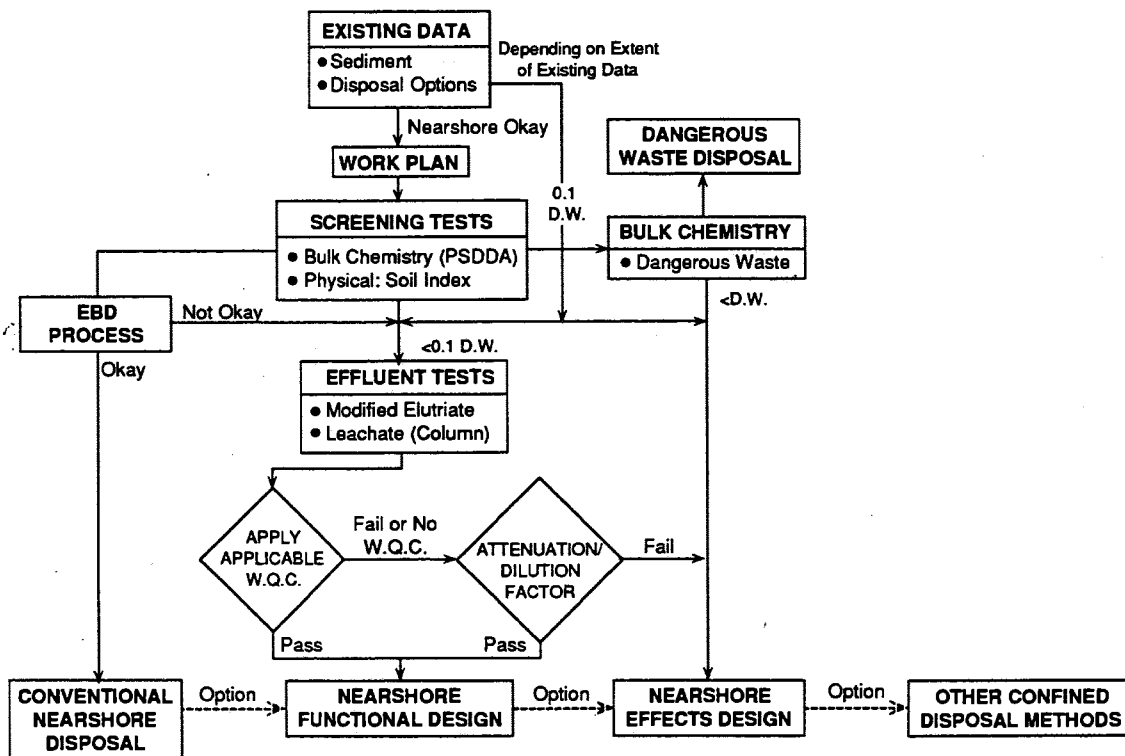 EXISTING DATA
● Sediment
● Disposal Options
Depending on Extent
of Existing Data
Nearshore Okay
WORK PLAN
DANGEROUS
WASTE DISPOSAL
0.1
D.W.
SCREENING TESTS
● Bulk Chemistry (PSDDA)
● Physical: Soil Index
BULK CHEMISTRY
● Dangerous Waste
<D.W.
EBD
PROCESS
Not Okay
Okay
<0.1 D.W.
EFFLUENT TESTS
● Modified Elutriate
● Leachate (Column)
APPLY
APPLICABLE
W.Q.C.
Fail or No
W.Q.C.
ATTENUATION/
DILUTION
FACTOR
Fail
Pass
Pass
CONVENTIONAL
NEARSHORE
DISPOSAL
Option
NEARSHORE
FUNCTIONAL DESIGN
Option
NEARSHORE
EFFECTS DESIGN
Option
OTHER CONFINED
DISPOSAL METHODS